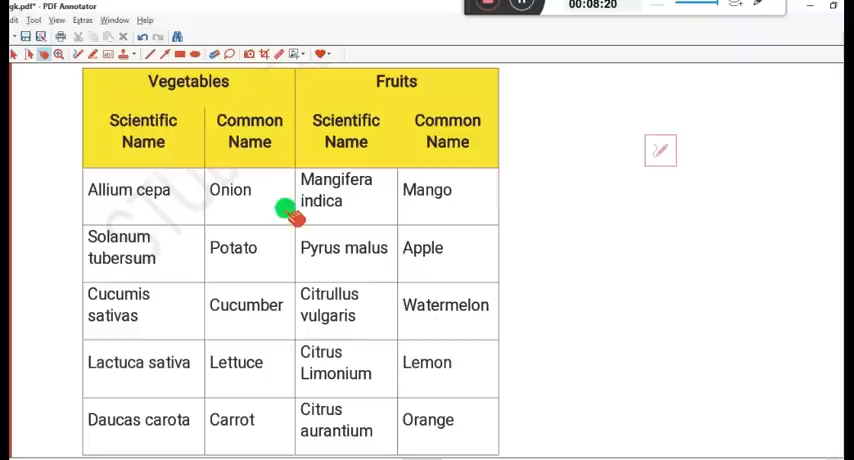 gk.pdf* - PDF Annotator
00:08:20
dit Tool View Extras Window Help
Vegetables Fruits
Scientific Name Common Name Scientific Name Common Name
Allium cepa Onion Mangifera indica Mango
Solanum tubersum Potato Pyrus malus Apple
Cucumis sativas Cucumber Citrullus vulgaris Watermelon
Lactuca sativa Lettuce Citrus Limonium Lemon
Daucas carota Carrot Citrus aurantium Orange